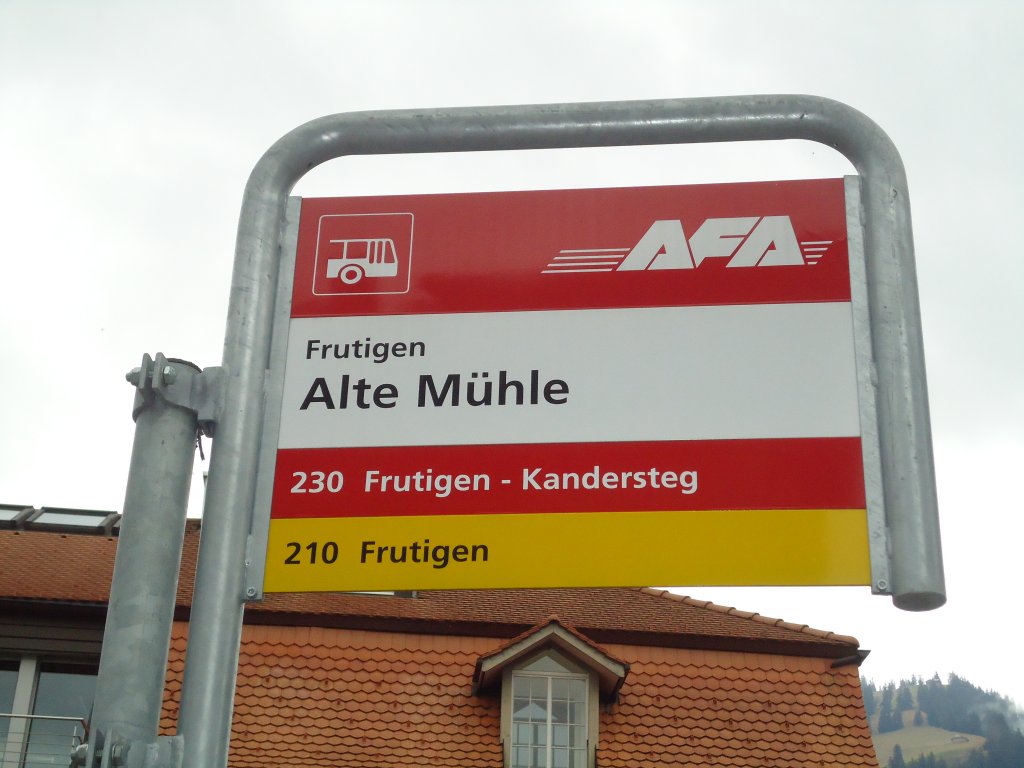 AFA
Frutigen
Alte Mühle
230 Frutigen - Kandersteg
210 Frutigen